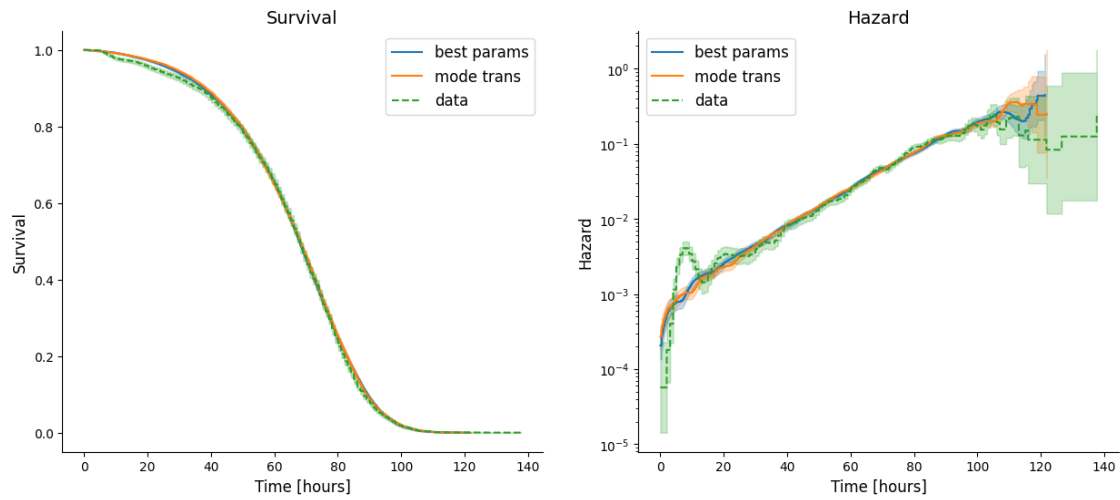 Survival
Hazard
best params
mode trans
data
best params
mode trans
data
Survival
1.0
0.8
0.6
0.4
0.2
0.0
Hazard
10⁰
10⁻¹
10⁻²
10⁻³
10⁻⁴
10⁻⁵
0 20 40 60 80 100 120 140
0 20 40 60 80 100 120 140
Time [hours]
Time [hours]